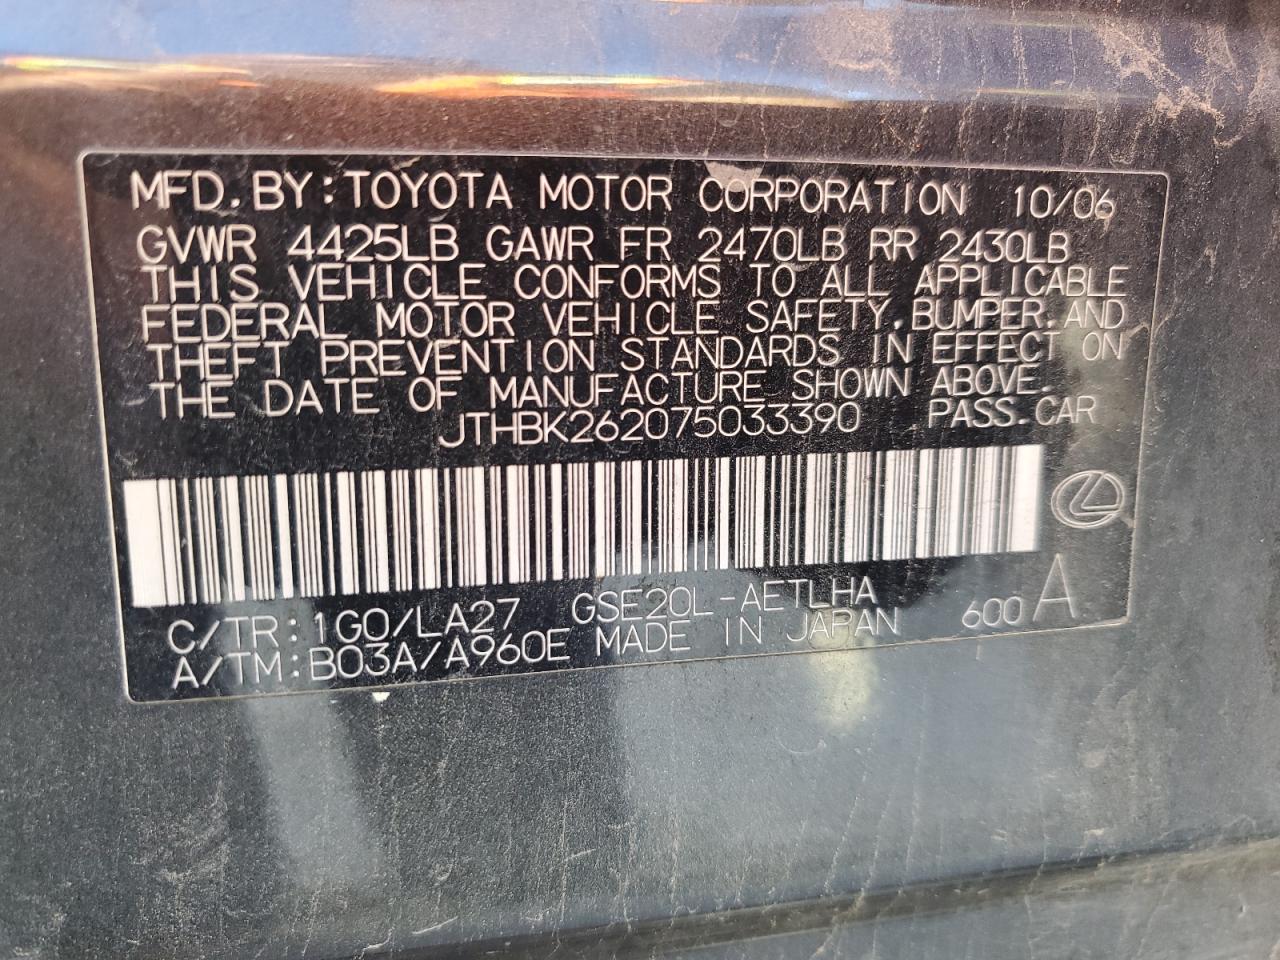 MFD. BY: TOYOTA MOTOR CORPORATION 10/06
GVWR 4425LB GAWR FR 2470LB RR 2430LB
THIS VEHICLE CONFORMS TO ALL APPLICABLE
FEDERAL MOTOR VEHICLE SAFETY, BUMPER, AND
THEFT PREVENTION STANDARDS IN EFFECT ON
THE DATE OF MANUFACTURE SHOWN ABOVE.
JTHBK262075033390 PASS. CAR
C/TR: 1G0/LA27 GSE20L-AETLHA 600 A
A/TM: B03A/A960E MADE IN JAPAN